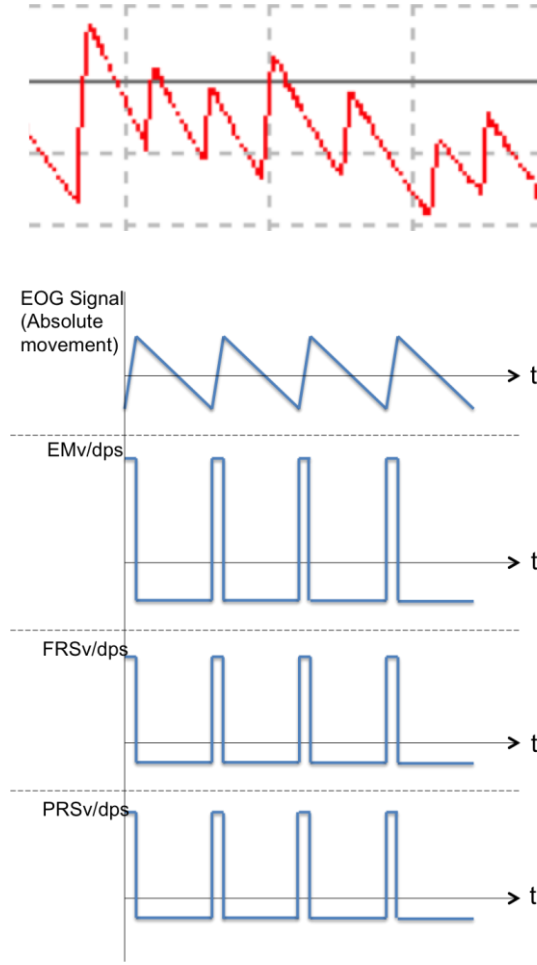 EOG Signal
(Absolute
movement)
t
EMv/dps
t
FRSv/dps
t
PRSv/dps
t